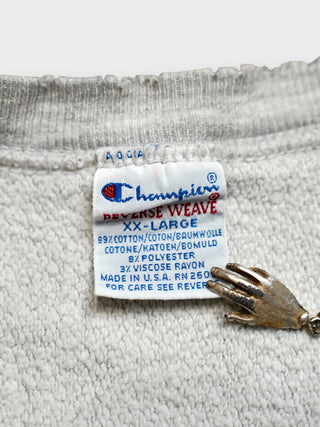 Champion®
REVERSE WEAVE
XX-LARGE
89% COTTON/COTON/BAUMWOLLE
COTONE/KATOEN/BOMULD
8% POLYESTER
3% VISCOSE RAYON
MADE IN U.S.A. RN 260
FOR CARE SEE REVER